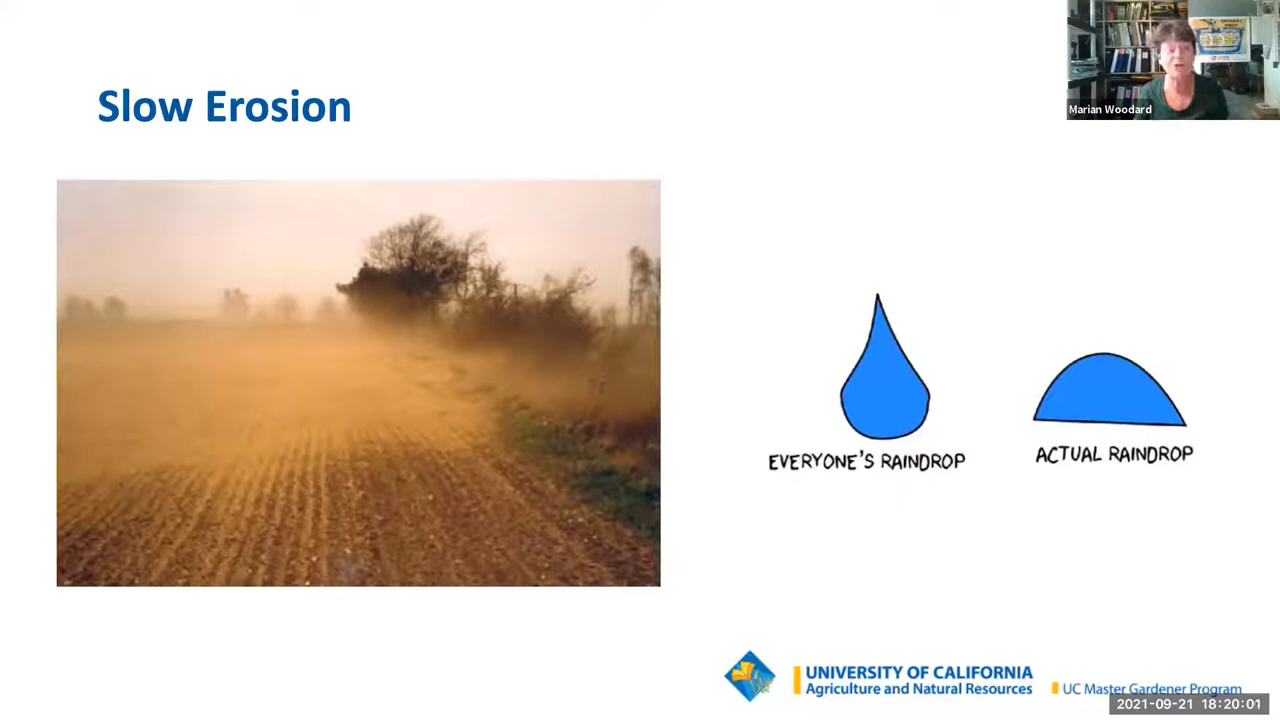 Slow Erosion
Marian Woodard
EVERYONE'S RAINDROP
ACTUAL RAINDROP
UNIVERSITY OF CALIFORNIA
Agriculture and Natural Resources
UC Master Gardener Program
2021-09-21 18:20:01